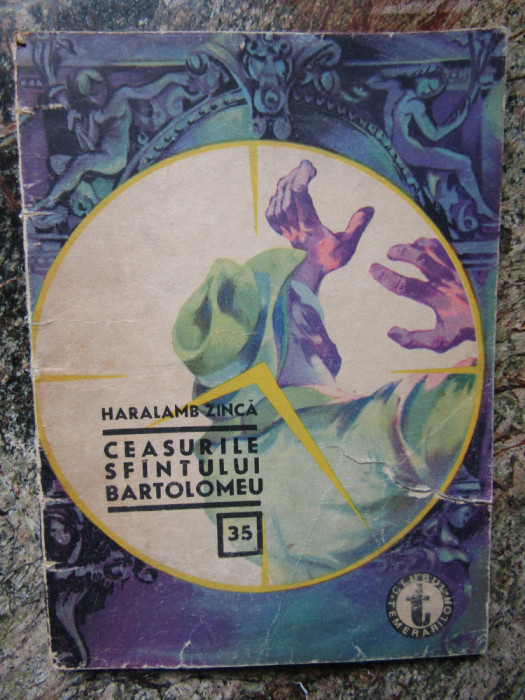 HARALAMB ZINCĂ
CEASURILE
SFÎNTULUI
BARTOLOMEU
35
CLUBUL
TEMERARILOR
t